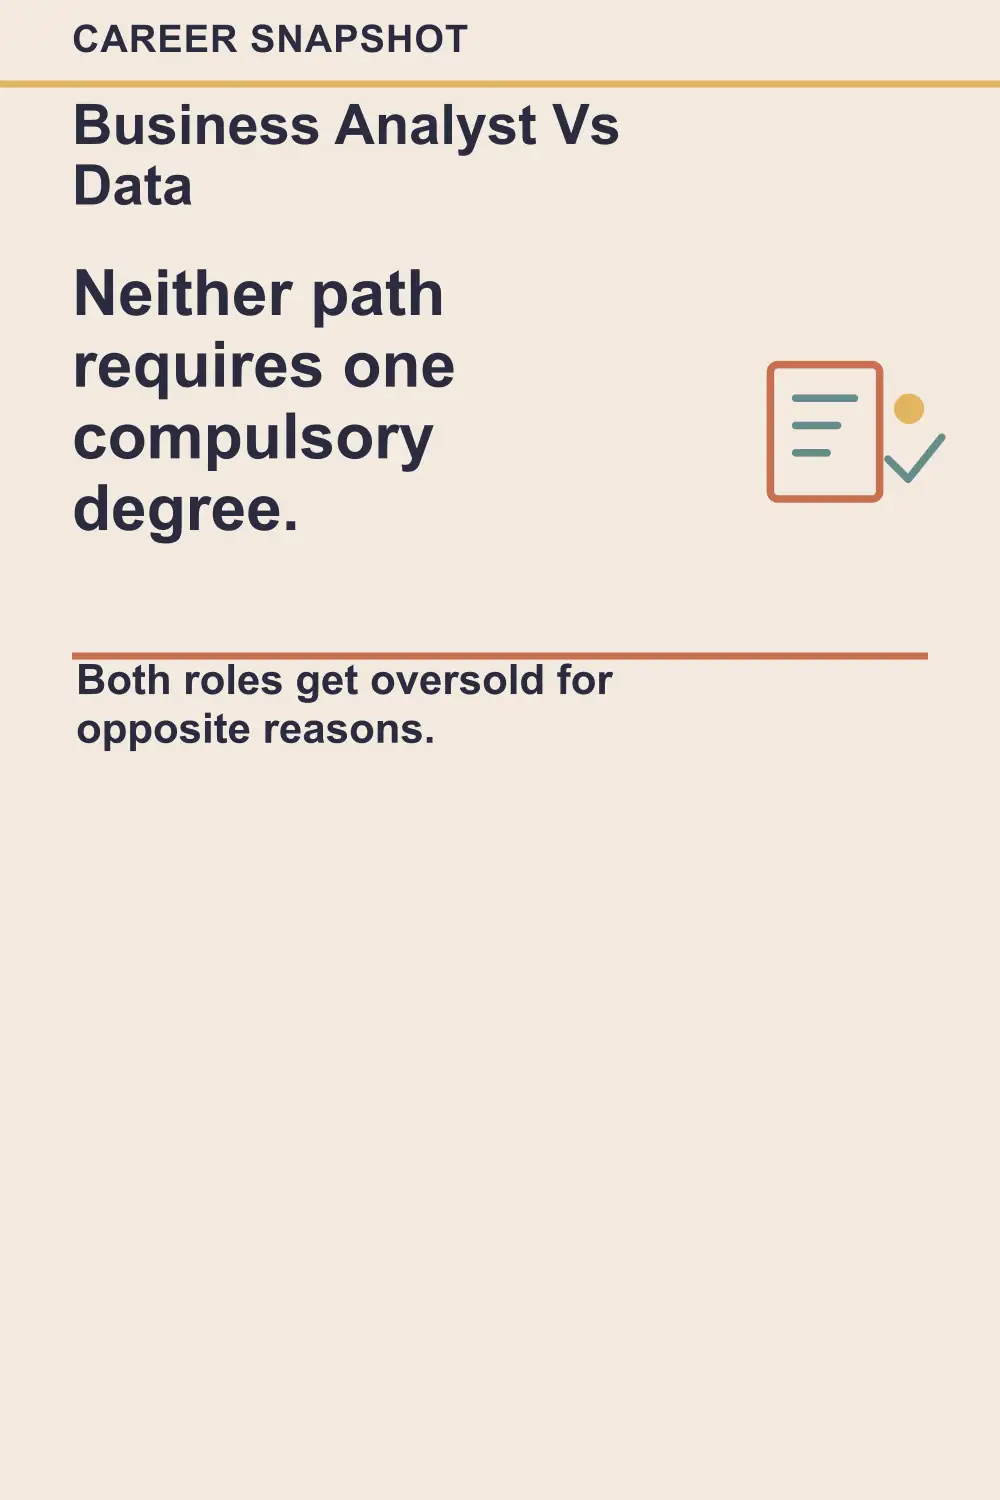 CAREER SNAPSHOT
Business Analyst Vs
Data
Neither path
requires one
compulsory
degree.
Both roles get oversold for
opposite reasons.